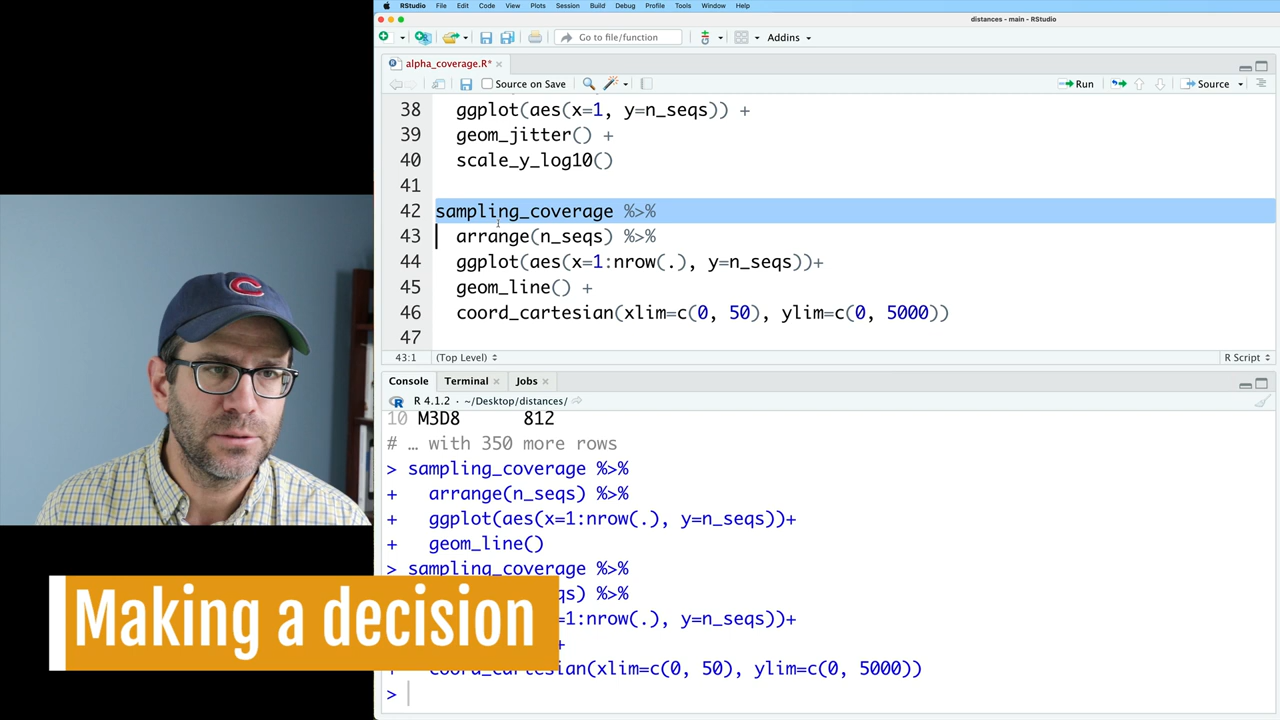 RStudio File Edit Code View Plots Session Build Debug Profile Tools Window Help
distances - main - RStudio
Go to file/function Addins
alpha_coverage.R*
Source on Save Run Source
38 ggplot(aes(x=1, y=n_seqs)) +
39 geom_jitter() +
40 scale_y_log10()
41
42 sampling_coverage %>%
43 arrange(n_seqs) %>%
44 ggplot(aes(x=1:nrow(.), y=n_seqs))+
45 geom_line() +
46 coord_cartesian(xlim=c(0, 50), ylim=c(0, 5000))
47
43:1 (Top Level) R Script
Console Terminal Jobs
R 4.1.2 · ~/Desktop/distances/
10 M3D8 812
# … with 350 more rows
> sampling_coverage %>%
+ arrange(n_seqs) %>%
+ ggplot(aes(x=1:nrow(.), y=n_seqs))+
+ geom_line()
> sampling_coverage %>%
qs) %>%
=1:nrow(.), y=n_seqs))+
+
coord_cartesian(xlim=c(0, 50), ylim=c(0, 5000))
>
Making a decision